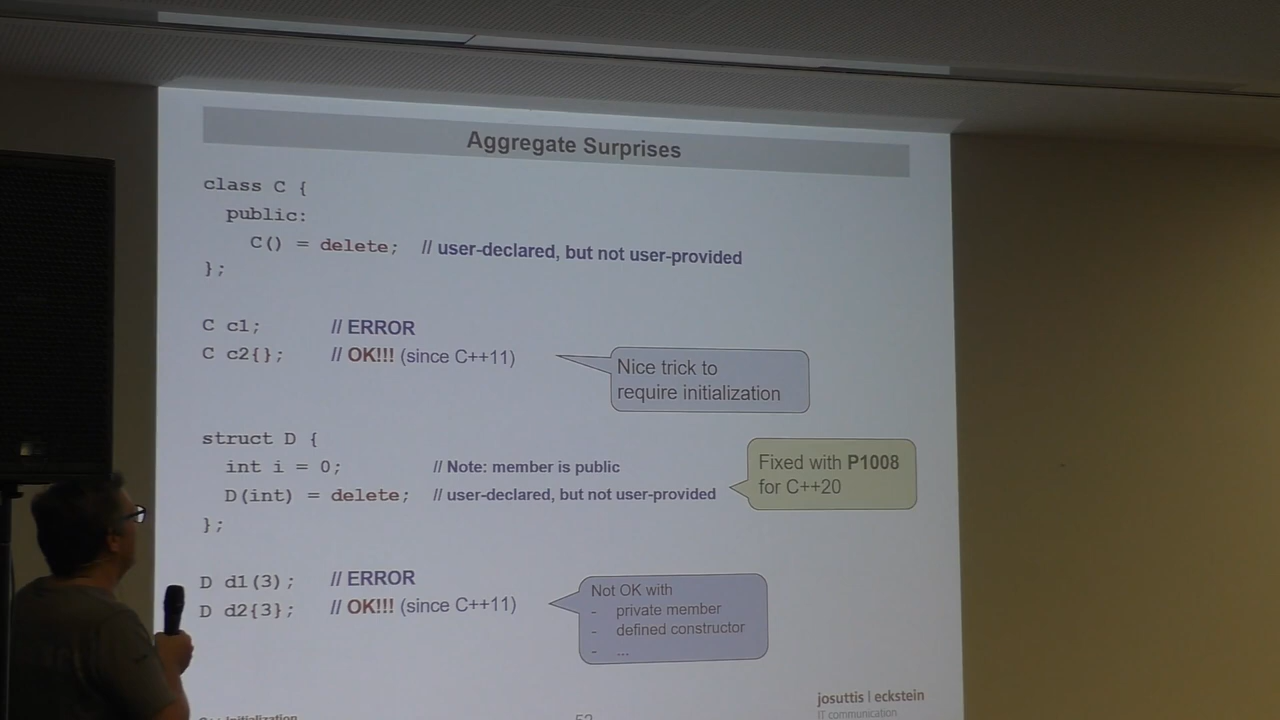 Aggregate Surprises
class C {
public:
C() = delete; // user-declared, but not user-provided
};
C c1; // ERROR
C c2{}; // OK!!! (since C++11)
Nice trick to
require initialization
struct D {
int i = 0; // Note: member is public
D(int) = delete; // user-declared, but not user-provided
};
Fixed with P1008
for C++20
D d1(3); // ERROR
D d2{3}; // OK!!! (since C++11)
Not OK with
- private member
- defined constructor
- ...
C++ Initialization
52
josuttis | eckstein
IT communication